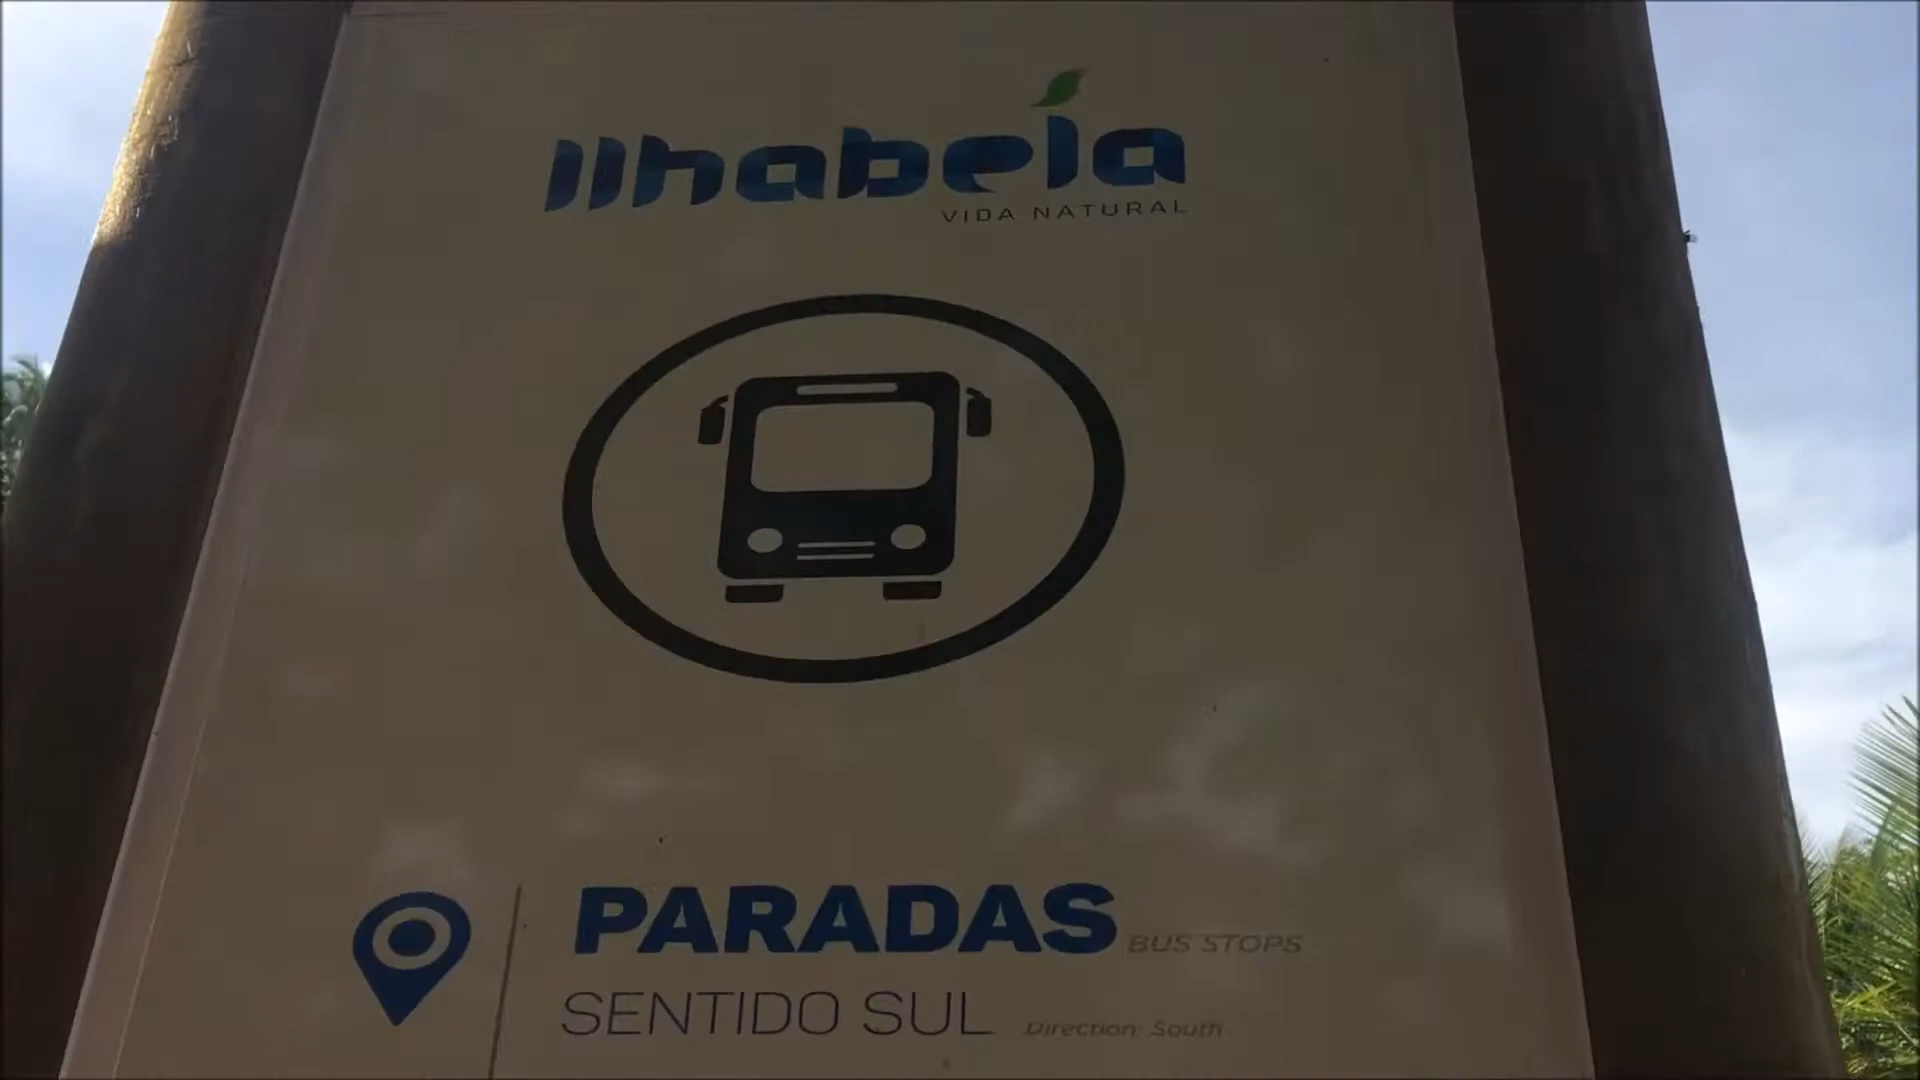 Ilhabela
VIDA NATURAL
PARADAS BUS STOPS
SENTIDO SUL Direction: South